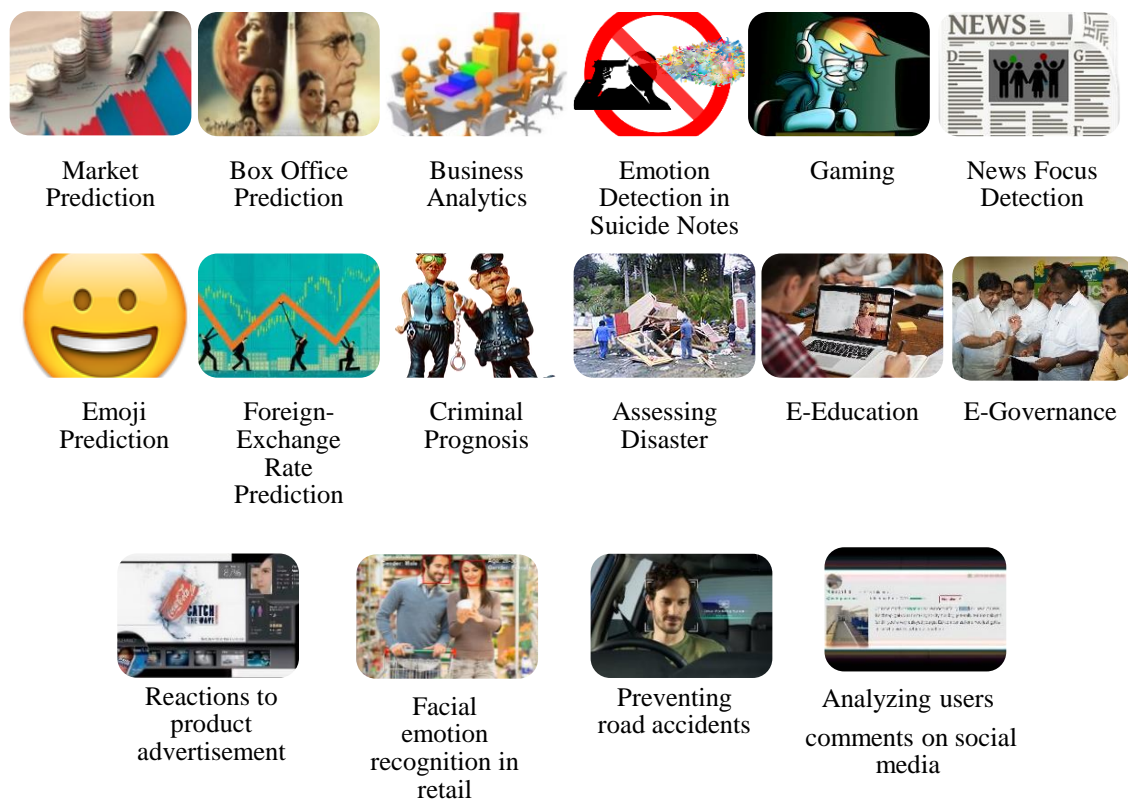 NEWS
D
G
F
Market
Prediction
Box Office
Prediction
Business
Analytics
Emotion
Detection in
Suicide Notes
Gaming
News Focus
Detection
Emoji
Prediction
Foreign-
Exchange
Rate
Prediction
Criminal
Prognosis
Assessing
Disaster
E-Education
E-Governance
CATCH
THE WAVE
Reactions to
product
advertisement
Gender: Male
Facial
emotion
recognition in
retail
Preventing
road accidents
Analyzing users
comments on social
media